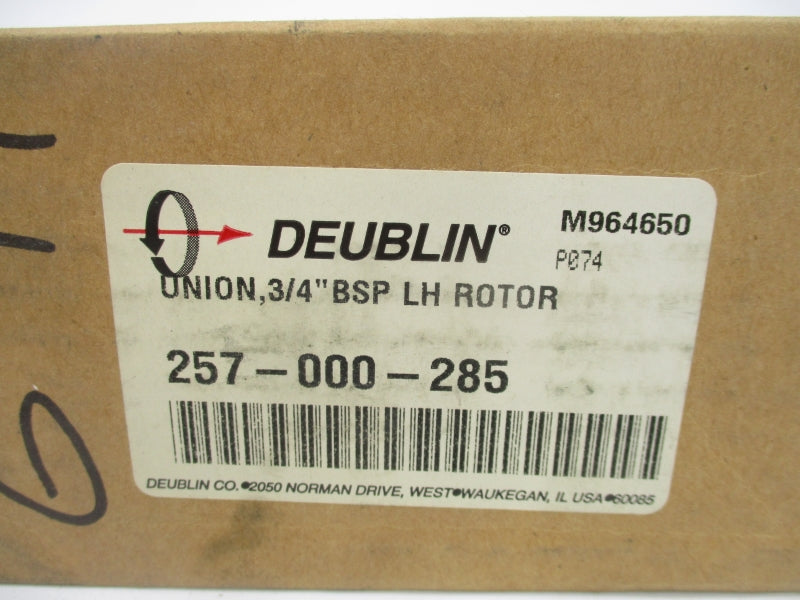 DEUBLIN® M964650
P074
UNION,3/4"BSP LH ROTOR
257-000-285
DEUBLIN CO.•2050 NORMAN DRIVE, WEST•WAUKEGAN, IL USA•60085